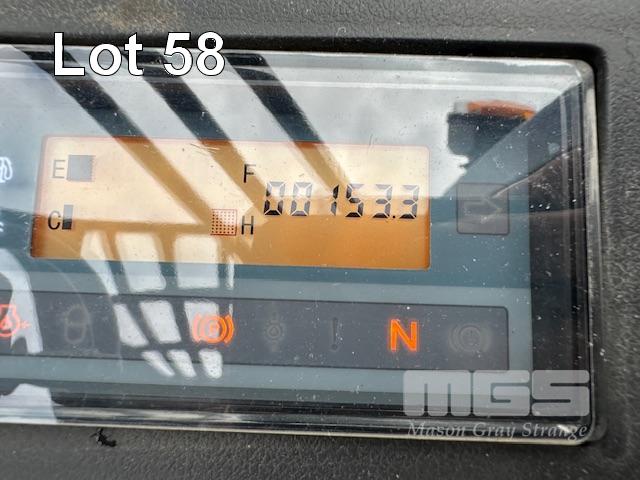 Lot 58
E F
00153.3
C H
(P) N (P)
MGS
Mason Gray Strange